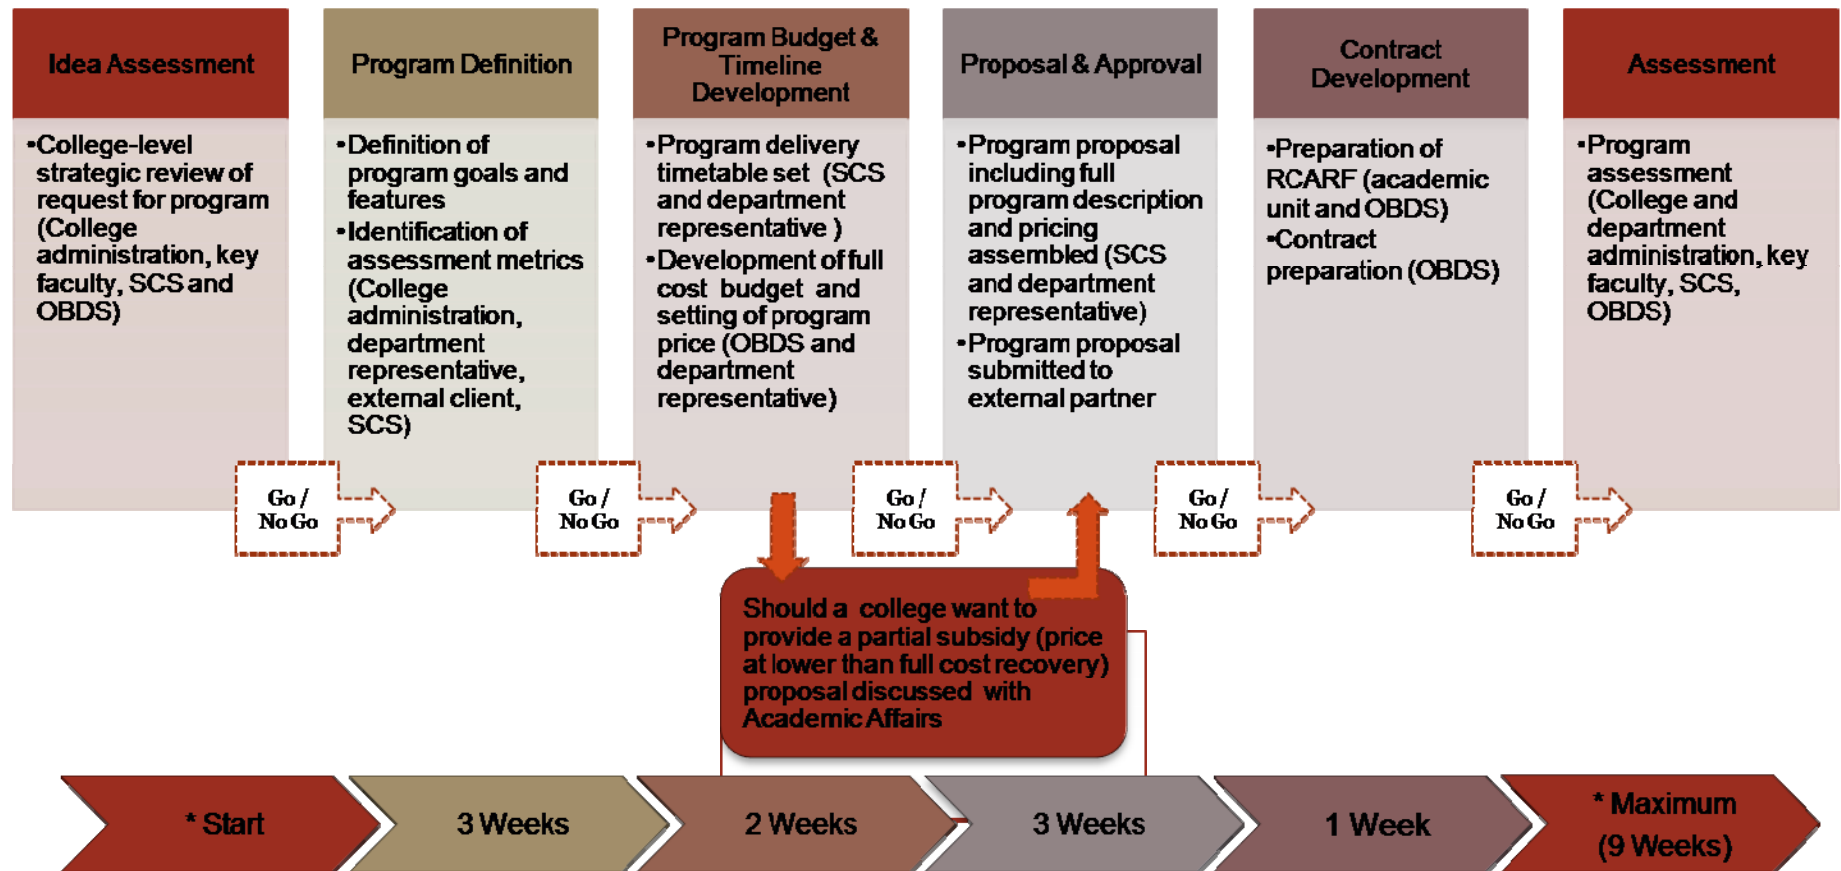 Idea Assessment
•College-level
strategic review of
request for program
(College
administration, key
faculty, SCS and
OBDS)
Program Definition
•Definition of
program goals and
features
•Identification of
assessment metrics
(College
administration,
department
representative,
external client,
SCS)
Program Budget &
Timeline
Development
•Program delivery
timetable set (SCS
and department
representative )
•Development of full
cost budget and
setting of program
price (OBDS and
department
representative)
Proposal & Approval
•Program proposal
including full
program description
and pricing
assembled (SCS
and department
representative)
•Program proposal
submitted to
external partner
Contract
Development
•Preparation of
RCARF (academic
unit and OBDS)
•Contract
preparation (OBDS)
Assessment
•Program
assessment
(College and
department
administration, key
faculty, SCS,
OBDS)
Go /
No Go
Go /
No Go
Go /
No Go
Go /
No Go
Go /
No Go
Should a college want to
provide a partial subsidy (price
at lower than full cost recovery)
proposal discussed with
Academic Affairs
* Start
3 Weeks
2 Weeks
3 Weeks
1 Week
* Maximum
(9 Weeks)